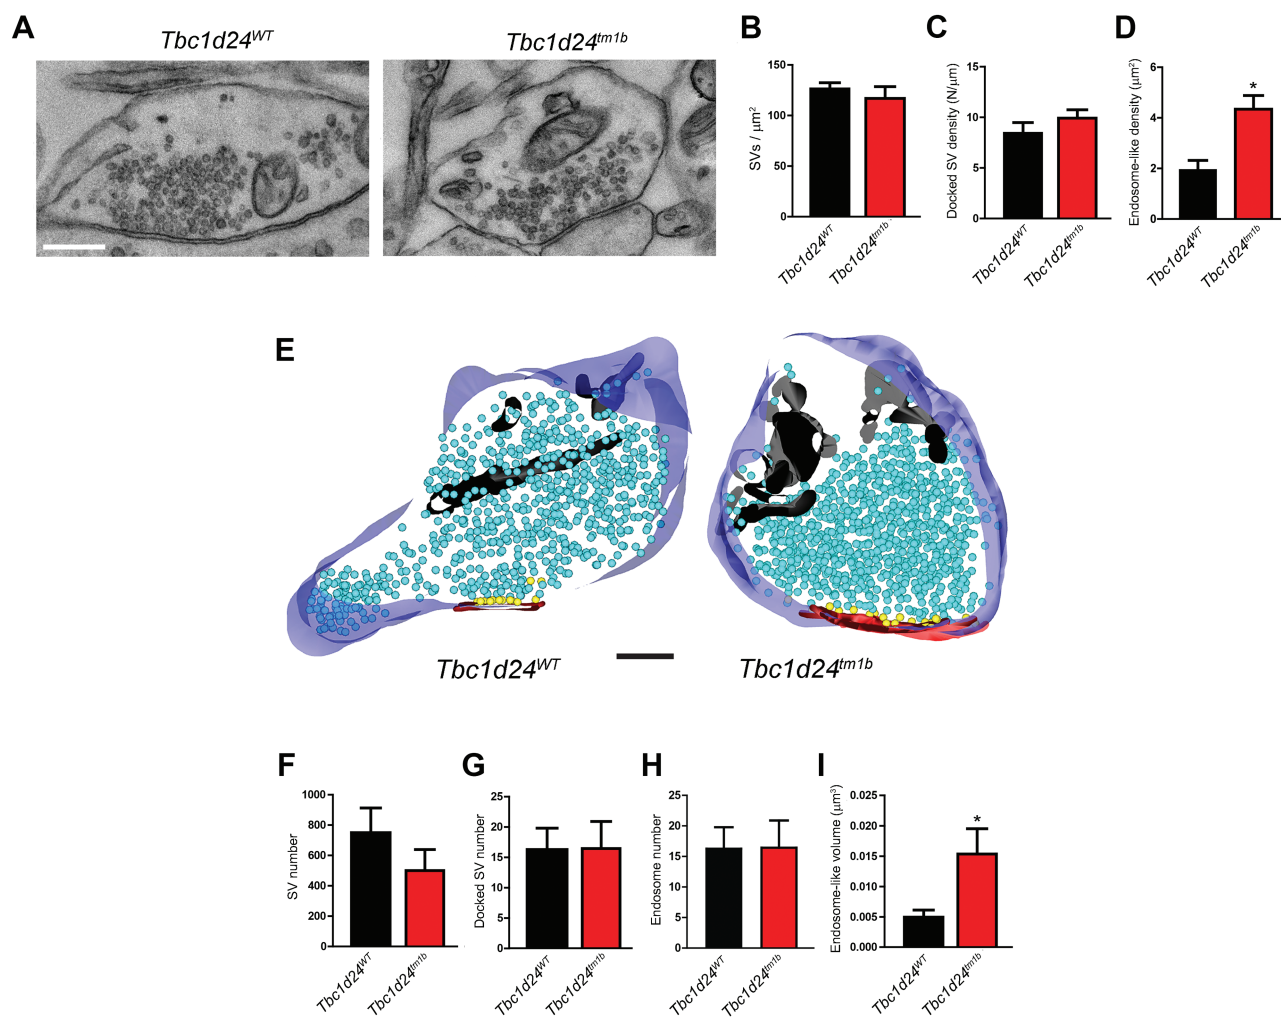 A
Tbc1d24WT
Tbc1d24tm1b
B
SVs / μm2
150
100
50
0
Tbc1d24WT
Tbc1d24tm1b
C
Docked SV density (N/μm)
15
10
5
0
Tbc1d24WT
Tbc1d24tm1b
D
Endosome-like density (μm2)
6
4
2
0
*
Tbc1d24WT
Tbc1d24tm1b
E
Tbc1d24WT
Tbc1d24tm1b
F
SV number
1000
800
600
400
200
0
Tbc1d24WT
Tbc1d24tm1b
G
Docked SV number
25
20
15
10
5
0
Tbc1d24WT
Tbc1d24tm1b
H
Endosome number
25
20
15
10
5
0
Tbc1d24WT
Tbc1d24tm1b
I
Endosome-like volume (μm3)
0.025
0.020
0.015
0.010
0.005
0.000
*
Tbc1d24WT
Tbc1d24tm1b